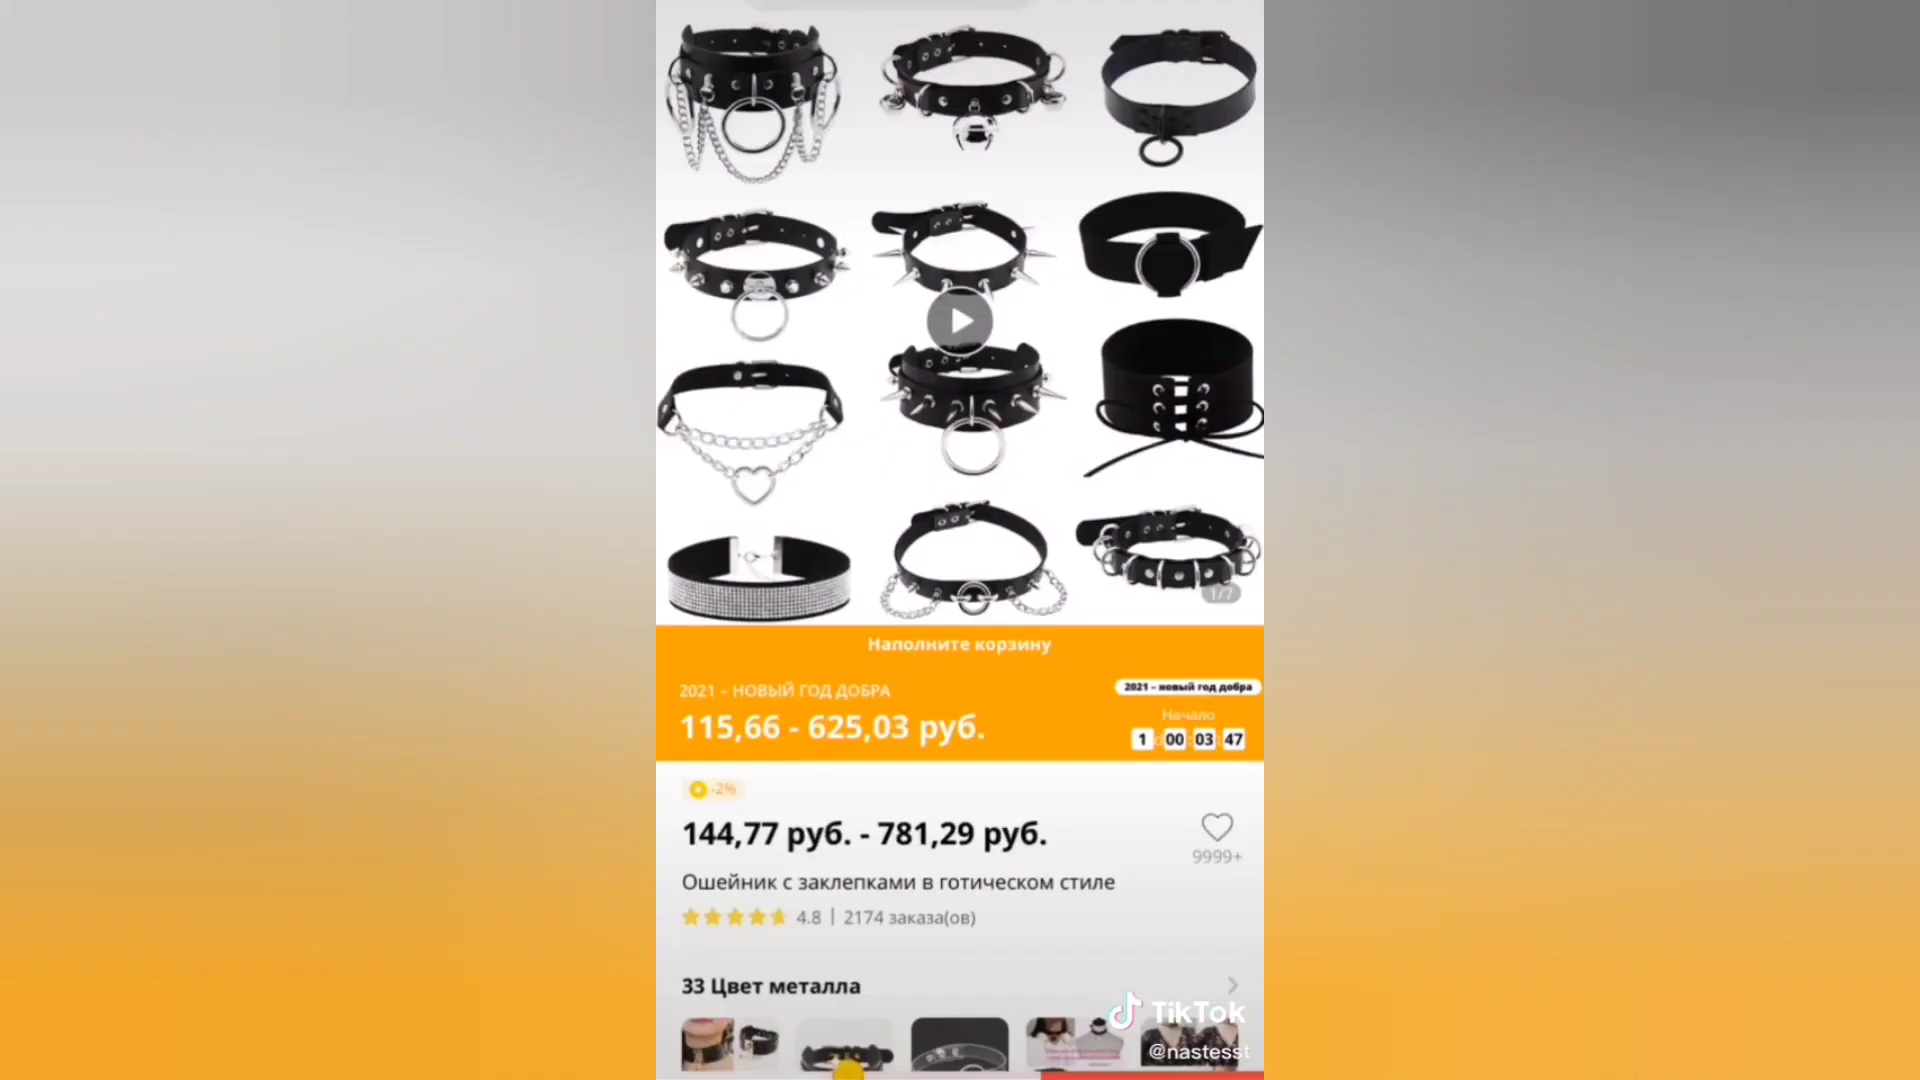 1/7
Наполните корзину
2021 - НОВЫЙ ГОД ДОБРА
2021 – новый год добра
115,66 - 625,03 руб.
Начало
1 d 00 : 03 : 47
-2%
144,77 руб. - 781,29 руб.
9999+
Ошейник с заклепками в готическом стиле
4.8 | 2174 заказа(ов)
33 Цвет металла
TikTok
@nastesst